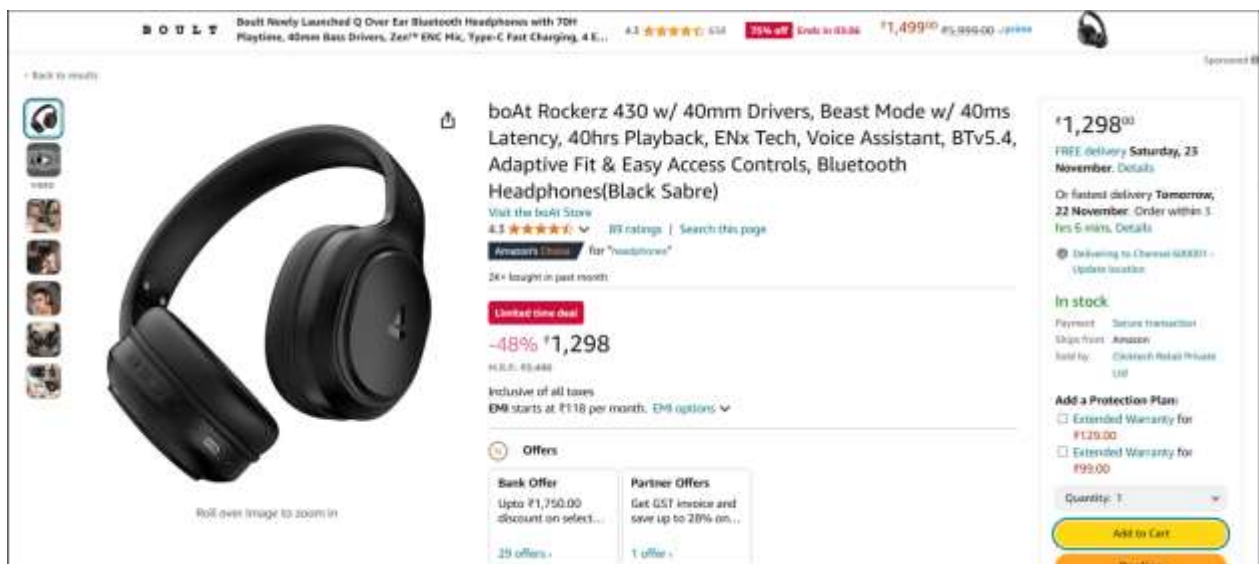 BOULT
Boult Newly Launched Q Over Ear Bluetooth Headphones with 70H
Playtime, 40mm Bass Drivers, Zen™ ENC Mic, Type-C Fast Charging, 4 E...
4.3
75% off
Ends in
₹1,499⁰⁰ ₹5,999.00 prime
Sponsored
‹ Back to results
VIDEO
Roll over image to zoom in
boAt Rockerz 430 w/ 40mm Drivers, Beast Mode w/ 40ms
Latency, 40hrs Playback, ENx Tech, Voice Assistant, BTv5.4,
Adaptive Fit & Easy Access Controls, Bluetooth
Headphones(Black Sabre)
Visit the boAt Store
4.3 89 ratings | Search this page
Amazon's Choice for "headphones"
2K+ bought in past month
Limited time deal
-48% ₹1,298
M.R.P.:
Inclusive of all taxes
EMI starts at ₹118 per month. EMI options
Offers
Bank Offer
Upto ₹1,750.00
discount on select...
29 offers ›
Partner Offers
Get GST invoice and
save up to 28% on...
1 offer ›
₹1,298⁰⁰
FREE delivery Saturday, 23
November. Details
Or fastest delivery Tomorrow,
22 November. Order within 3
hrs 6 mins. Details
Delivering to Chennai 600001 -
Update location
In stock
Payment Secure transaction
Ships from Amazon
Sold by Clicktech Retail Private
Ltd
Add a Protection Plan:
Extended Warranty for
₹129.00
Extended Warranty for
₹99.00
Quantity: 1
Add to Cart